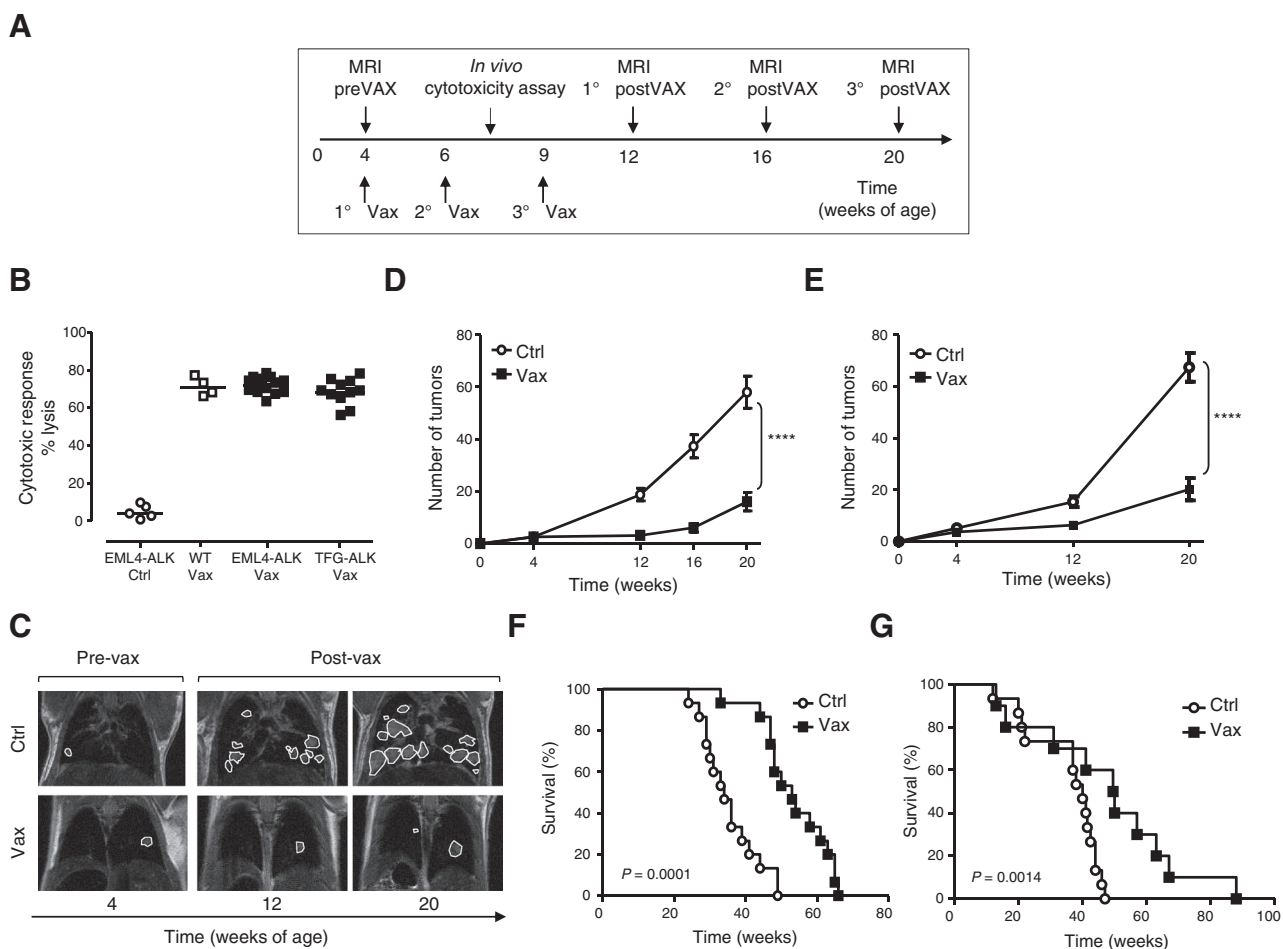 A
MRI
preVAX
In vivo
cytotoxicity assay
1° MRI
postVAX
2° MRI
postVAX
3° MRI
postVAX
0 4 6 9 12 16 20
1° Vax 2° Vax 3° Vax
Time
(weeks of age)
B
Cytotoxic response
% lysis
100
80
60
40
20
0
EML4-ALK
Ctrl
WT
Vax
EML4-ALK
Vax
TFG-ALK
Vax
D
Number of tumors
80
60
40
20
0
Ctrl
Vax
****
0 4 12 16 20
Time (weeks)
E
Number of tumors
80
60
40
20
0
Ctrl
Vax
****
0 4 12 20
Time (weeks)
C
Pre-vax Post-vax
Ctrl
Vax
4 12 20
Time (weeks of age)
F
Survival (%)
100
80
60
40
20
0
Ctrl
Vax
P = 0.0001
0 20 40 60 80
Time (weeks)
G
Survival (%)
100
80
60
40
20
0
Ctrl
Vax
P = 0.0014
0 20 40 60 80 100
Time (weeks)